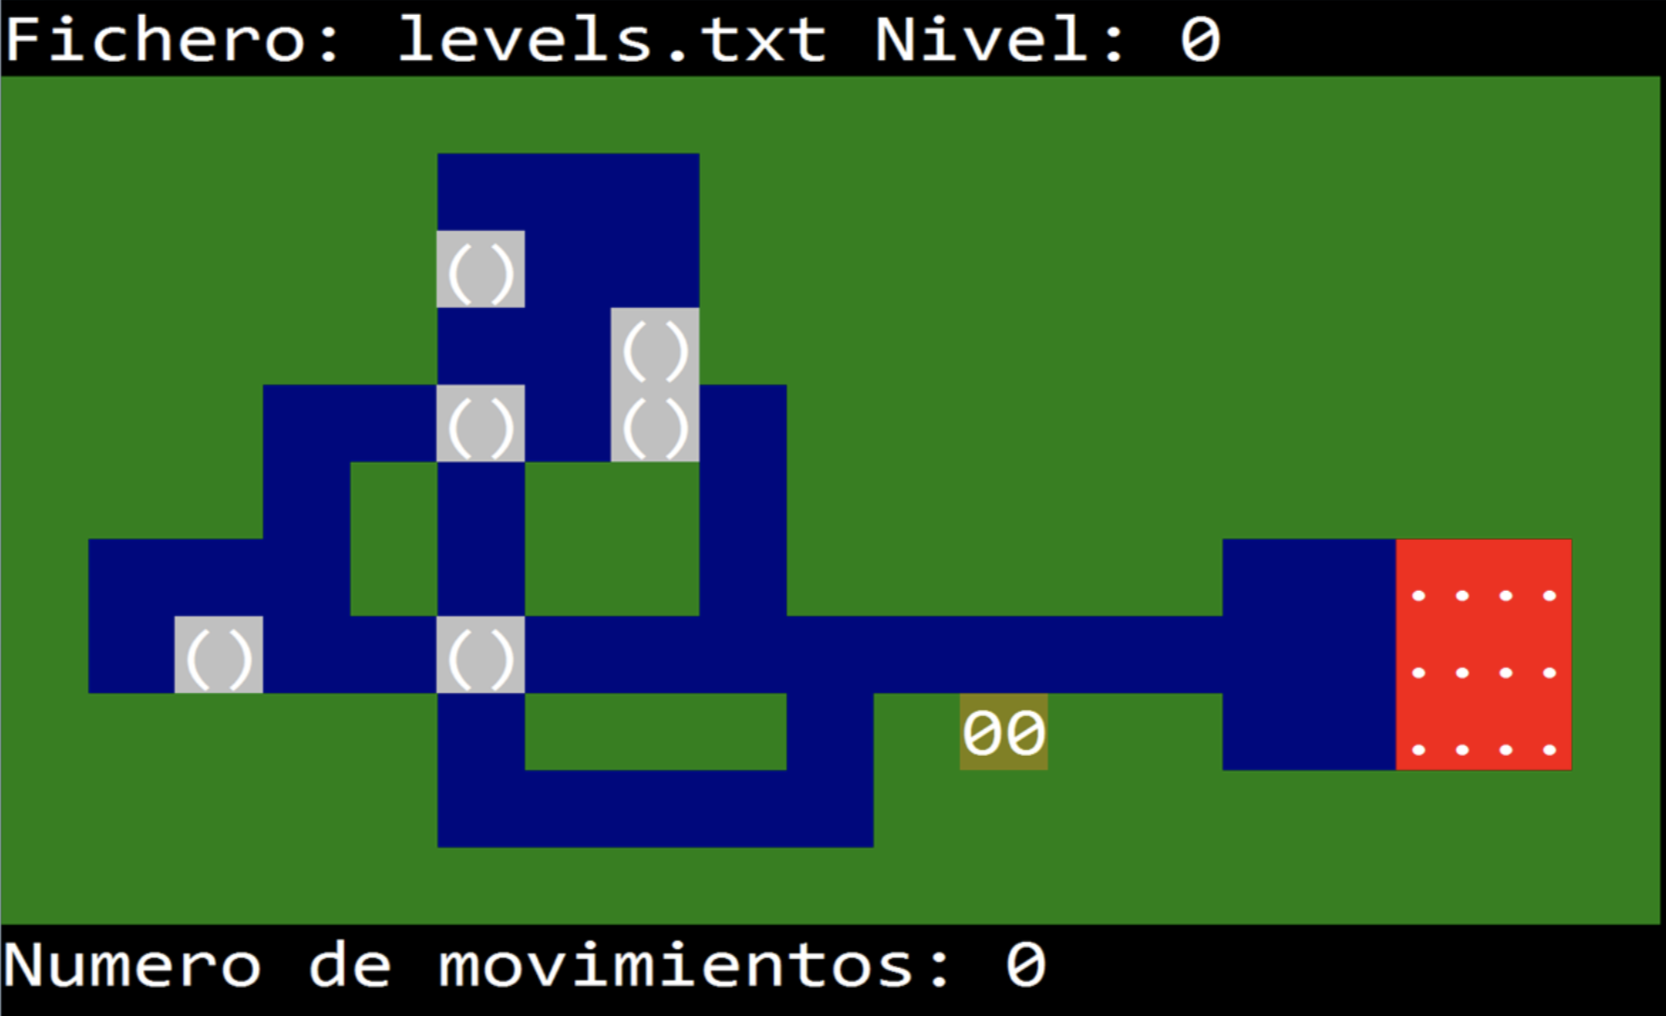 Fichero: levels.txt Nivel: 0
()
()
() ()
. . . .
() ()
. . . .
00
. . . .
Numero de movimientos: 0